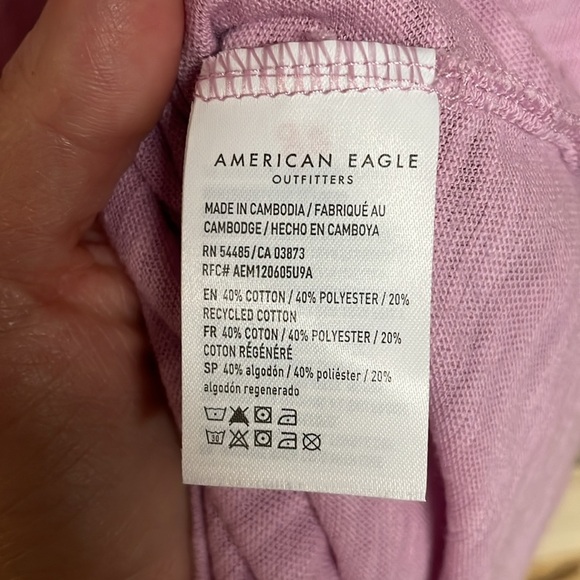 AMERICAN EAGLE
OUTFITTERS
MADE IN CAMBODIA / FABRIQUÉ AU
CAMBODGE / HECHO EN CAMBOYA
RN 54485 / CA 03873
RFC# AEM120605U9A
EN 40% COTTON / 40% POLYESTER / 20%
RECYCLED COTTON
FR 40% COTON / 40% POLYESTER / 20%
COTON RÉGÉNÉRÉ
SP 40% algodón / 40% poliéster / 20%
algodón regenerado
30